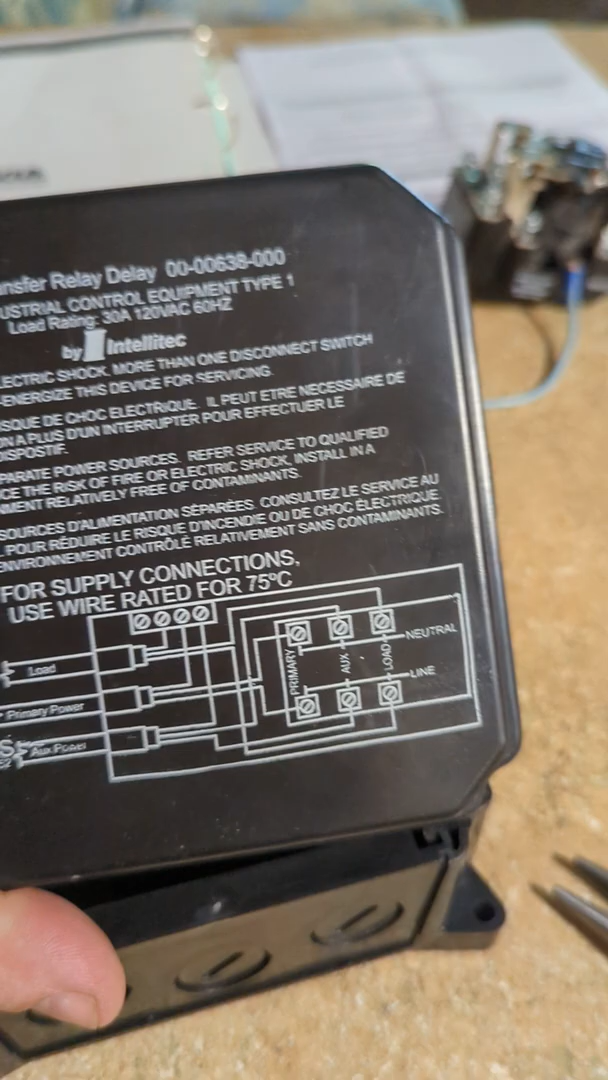 nsfer Relay Delay 00-00638-000
USTRIAL CONTROL EQUIPMENT TYPE 1
Load Rating: 30A 120VAC 60HZ
by Intellitec
LECTRIC SHOCK. MORE THAN ONE DISCONNECT SWITCH
-ENERGIZE THIS DEVICE FOR SERVICING.
ISQUE DE CHOC ELECTRIQUE. IL PEUT ETRE NECESSAIRE DE
ON A PLUS D'UN INTERRUPTER POUR EFFECTUER LE
DISPOSTIF.
PARATE POWER SOURCES. REFER SERVICE TO QUALIFIED
CE THE RISK OF FIRE OR ELECTRIC SHOCK, INSTALL IN A
NMENT RELATIVELY FREE OF CONTAMINANTS.
SOURCES D'ALIMENTATION SÉPARÉES. CONSULTEZ LE SERVICE AU
. POUR RÉDUIRE LE RISQUE D'INCENDIE OU DE CHOC ÉLECTRIQUE.
ENVIRONNEMENT CONTRÔLÉ RELATIVEMENT SANS CONTAMINANTS.
FOR SUPPLY CONNECTIONS,
USE WIRE RATED FOR 75°C
Load
Primary Power
Aux Power
PRIMARY
AUX
LOAD
NEUTRAL
LINE